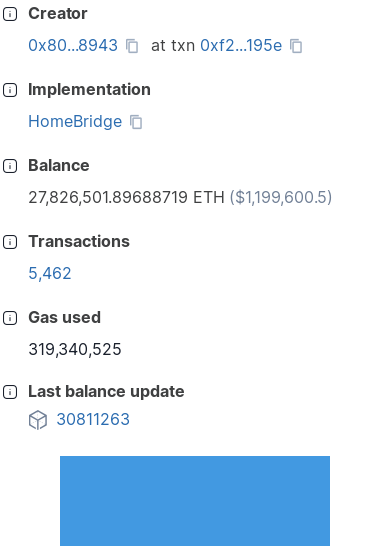 Creator
0x80...8943 at txn 0xf2...195e
Implementation
HomeBridge
Balance
27,826,501.89688719 ETH ($1,199,600.5)
Transactions
5,462
Gas used
319,340,525
Last balance update
30811263